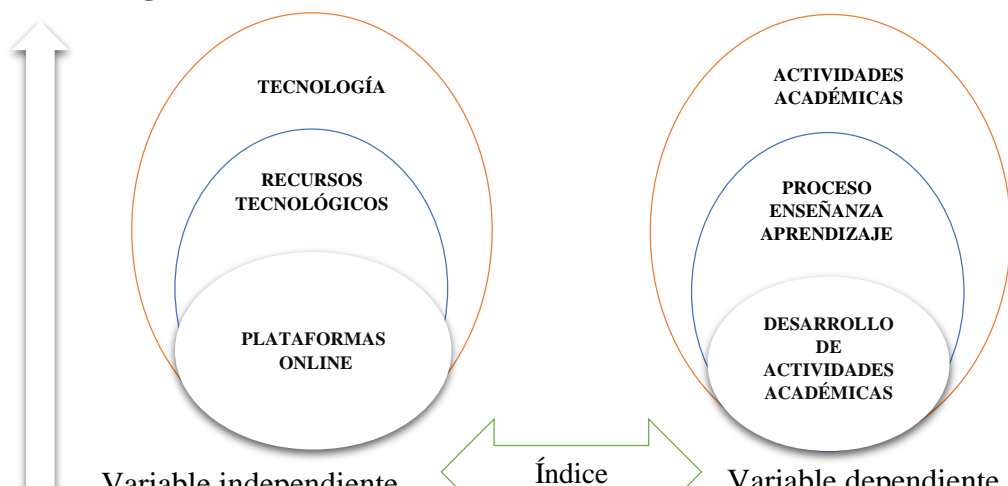 TECNOLOGÍA
RECURSOS
TECNOLÓGICOS
PLATAFORMAS
ONLINE
Variable independiente
Índice
ACTIVIDADES
ACADÉMICAS
PROCESO
ENSEÑANZA
APRENDIZAJE
DESARROLLO
DE
ACTIVIDADES
ACADÉMICAS
Variable dependiente